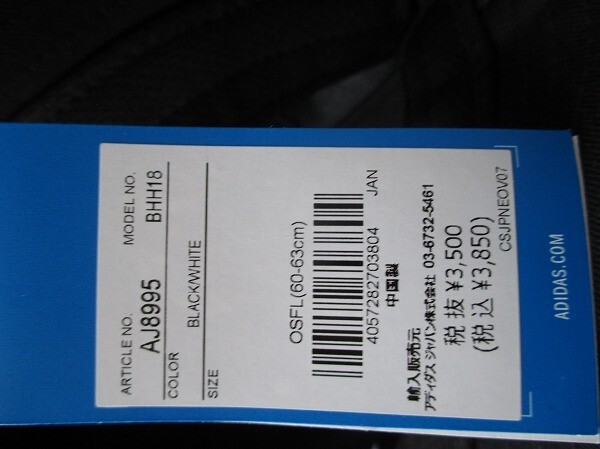 ARTICLE NO. MODEL NO.
AJ8995 BHH18
COLOR BLACK/WHITE
SIZE
OSFL(60-63cm)
4057282703804 JAN
中国製
輸入販売元
アディダス ジャパン株式会社 03-6732-5461
税 抜 ¥3,500
(税 込 ¥3,850)
CSJPNEOV07
ADIDAS.COM